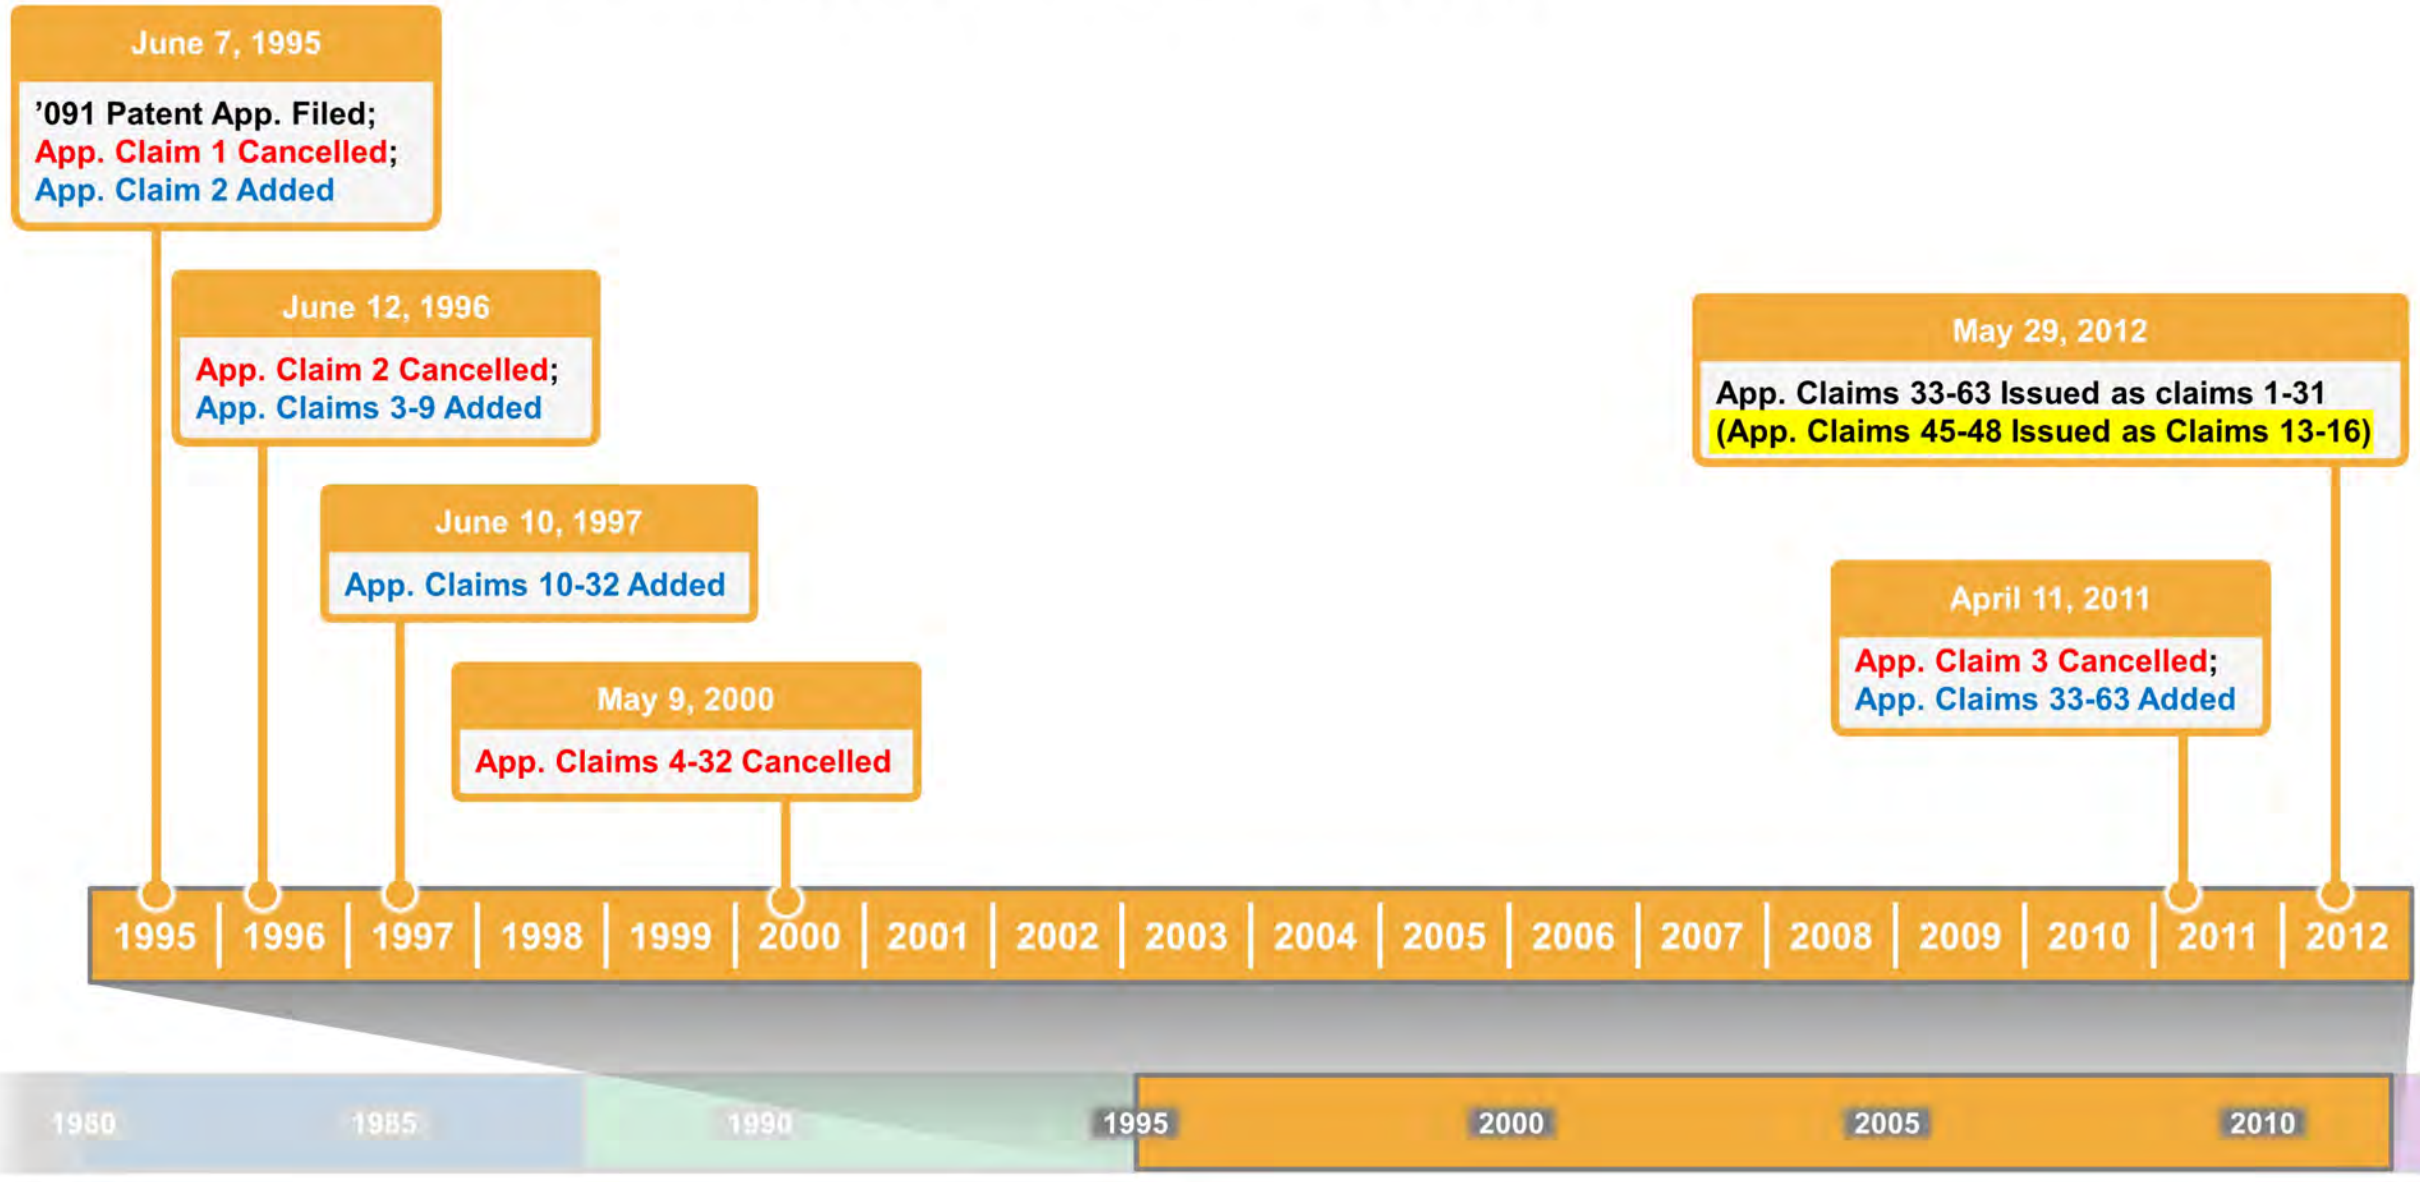 June 7, 1995
’091 Patent App. Filed;
App. Claim 1 Cancelled;
App. Claim 2 Added
June 12, 1996
App. Claim 2 Cancelled;
App. Claims 3-9 Added
June 10, 1997
App. Claims 10-32 Added
May 9, 2000
App. Claims 4-32 Cancelled
May 29, 2012
App. Claims 33-63 Issued as claims 1-31
(App. Claims 45-48 Issued as Claims 13-16)
April 11, 2011
App. Claim 3 Cancelled;
App. Claims 33-63 Added
1995 1996 1997 1998 1999 2000 2001 2002 2003 2004 2005 2006 2007 2008 2009 2010 2011 2012
1980 1985 1990 1995 2000 2005 2010